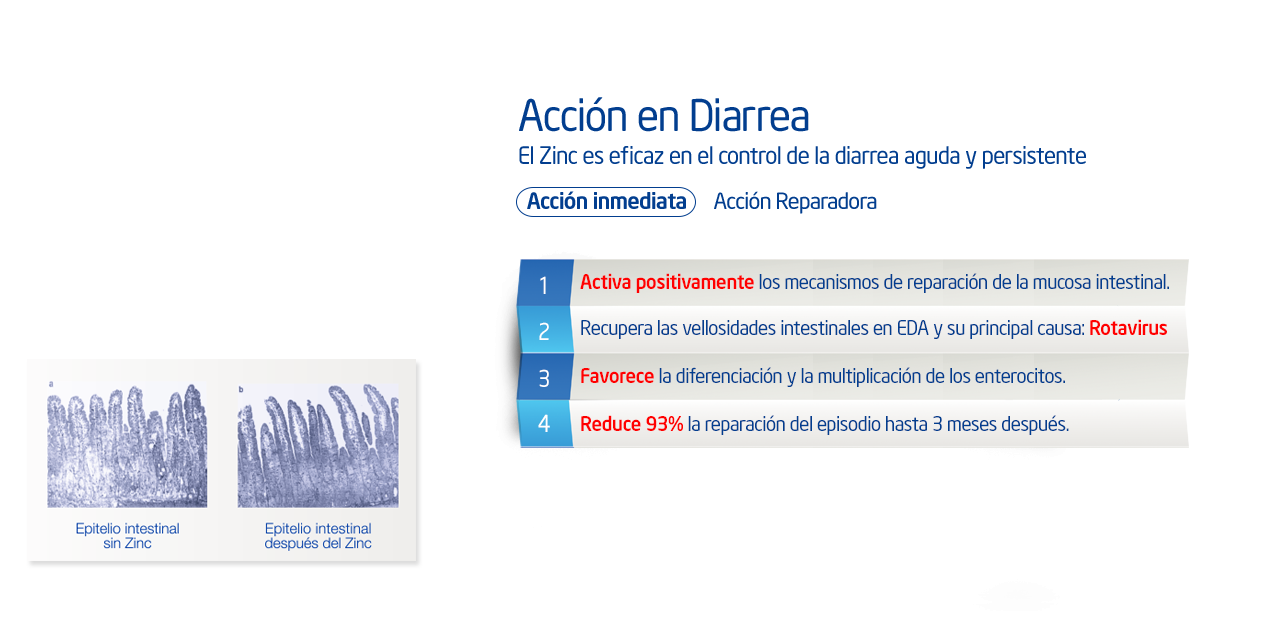 Acción en Diarrea
El Zinc es eficaz en el control de la diarrea aguda y persistente
Acción inmediata Acción Reparadora
1 Activa positivamente los mecanismos de reparación de la mucosa intestinal.
2 Recupera las vellosidades intestinales en EDA y su principal causa: Rotavirus
3 Favorece la diferenciación y la multiplicación de los enterocitos.
4 Reduce 93% la reparación del episodio hasta 3 meses después.
a
b
Epitelio intestinal
sin Zinc
Epitelio intestinal
después del Zinc